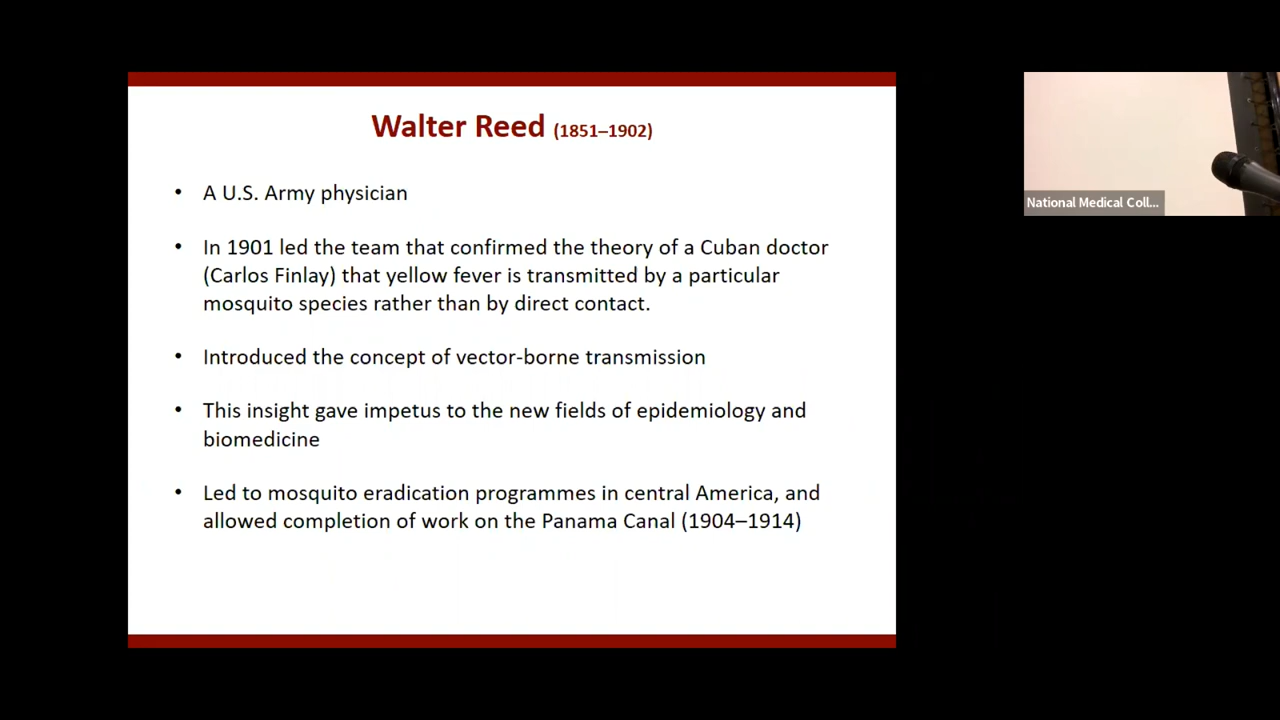 Walter Reed (1851–1902)
• A U.S. Army physician
• In 1901 led the team that confirmed the theory of a Cuban doctor
(Carlos Finlay) that yellow fever is transmitted by a particular
mosquito species rather than by direct contact.
• Introduced the concept of vector-borne transmission
• This insight gave impetus to the new fields of epidemiology and
biomedicine
• Led to mosquito eradication programmes in central America, and
allowed completion of work on the Panama Canal (1904–1914)
National Medical Coll...